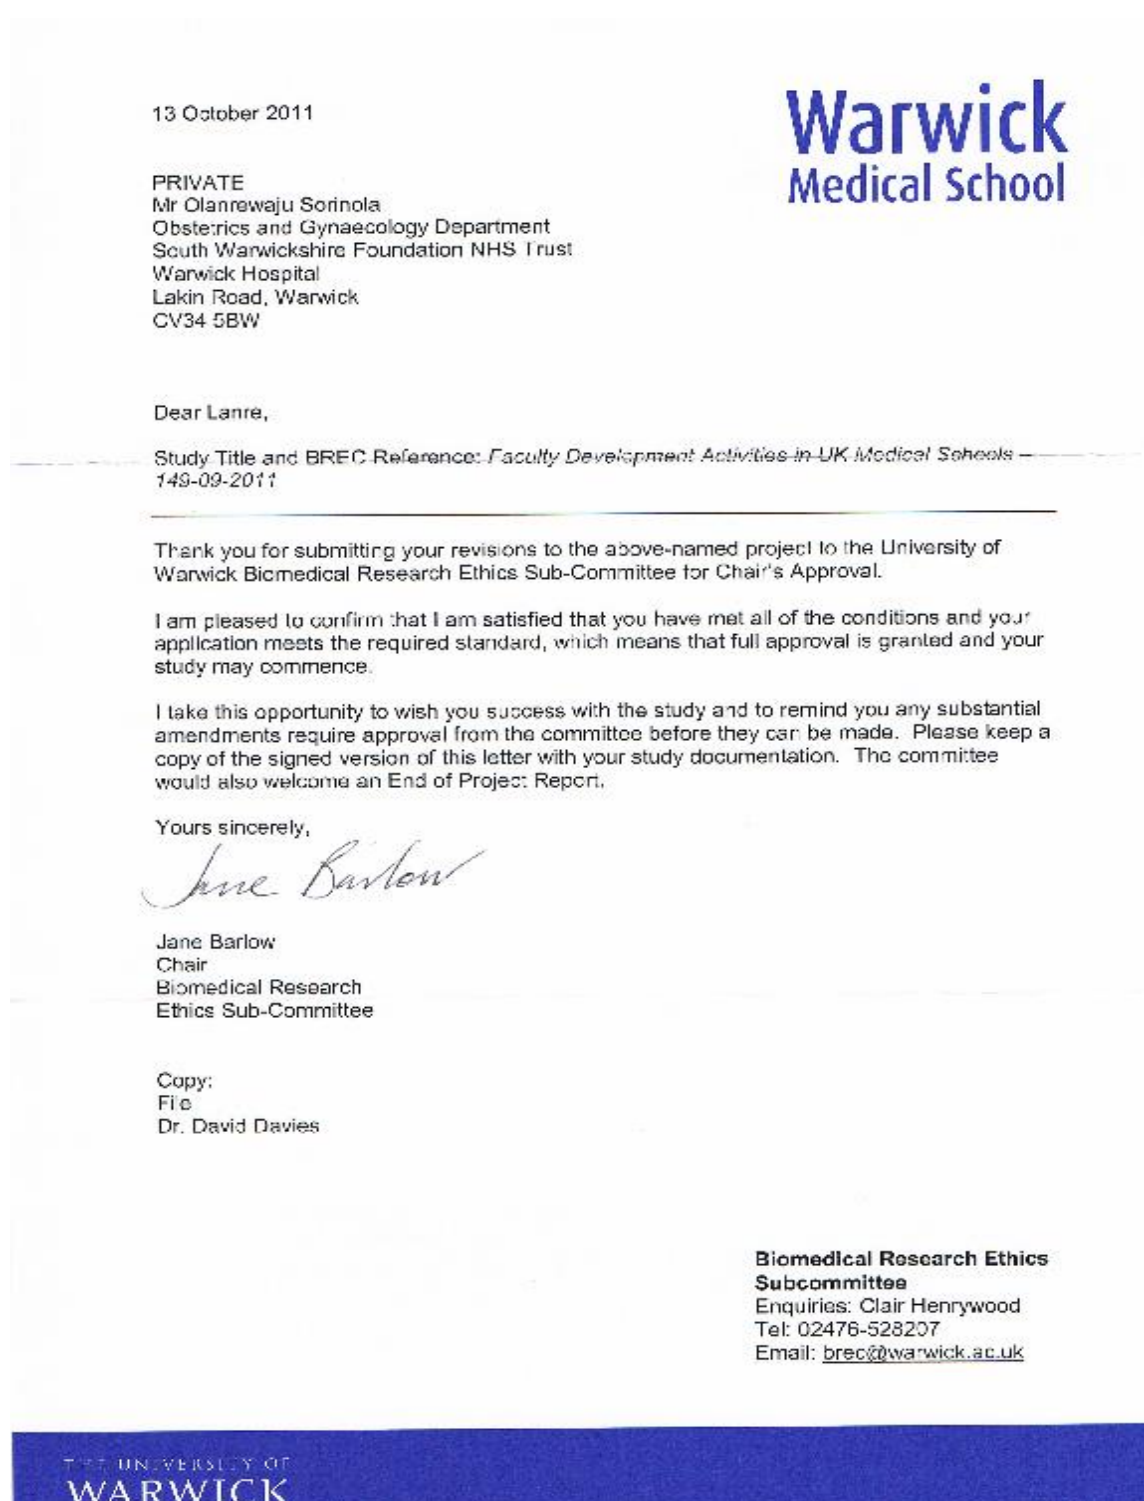 13 October 2011
Warwick
Medical School
PRIVATE
Mr Olanrewaju Sorinola
Obstetrics and Gynaecology Department
South Warwickshire Foundation NHS Trust
Warwick Hospital
Lakin Road, Warwick
CV34 5BW
Dear Lanre,
Study Title and BREC Reference: Faculty Development Activities in UK Medical Schools –
149-09-2011
Thank you for submitting your revisions to the above-named project to the University of
Warwick Biomedical Research Ethics Sub-Committee for Chair's Approval.
I am pleased to confirm that I am satisfied that you have met all of the conditions and your
application meets the required standard, which means that full approval is granted and your
study may commence.
I take this opportunity to wish you success with the study and to remind you any substantial
amendments require approval from the committee before they can be made.  Please keep a
copy of the signed version of this letter with your study documentation.  The committee
would also welcome an End of Project Report.
Yours sincerely,
Jane Barlow
Jane Barlow
Chair
Biomedical Research
Ethics Sub-Committee
Copy:
File
Dr. David Davies
Biomedical Research Ethics
Subcommittee
Enquiries: Clair Henrywood
Tel: 02476-528207
Email: brec@warwick.ac.uk
THE UNIVERSITY OF
WARWICK